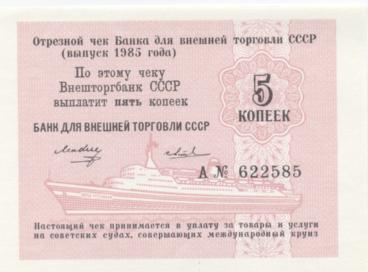 Отрезной чек Банка для внешней торговли СССР
(выпуск 1985 года)
По этому чеку
Внешторгбанк СССР
выплатит пять копеек
5
КОПЕЕК
БАНК ДЛЯ ВНЕШНЕЙ ТОРГОВЛИ СССР
А № 622585
Настоящий чек принимается в уплату за товары и услуги
на советских судах, совершающих международный круиз